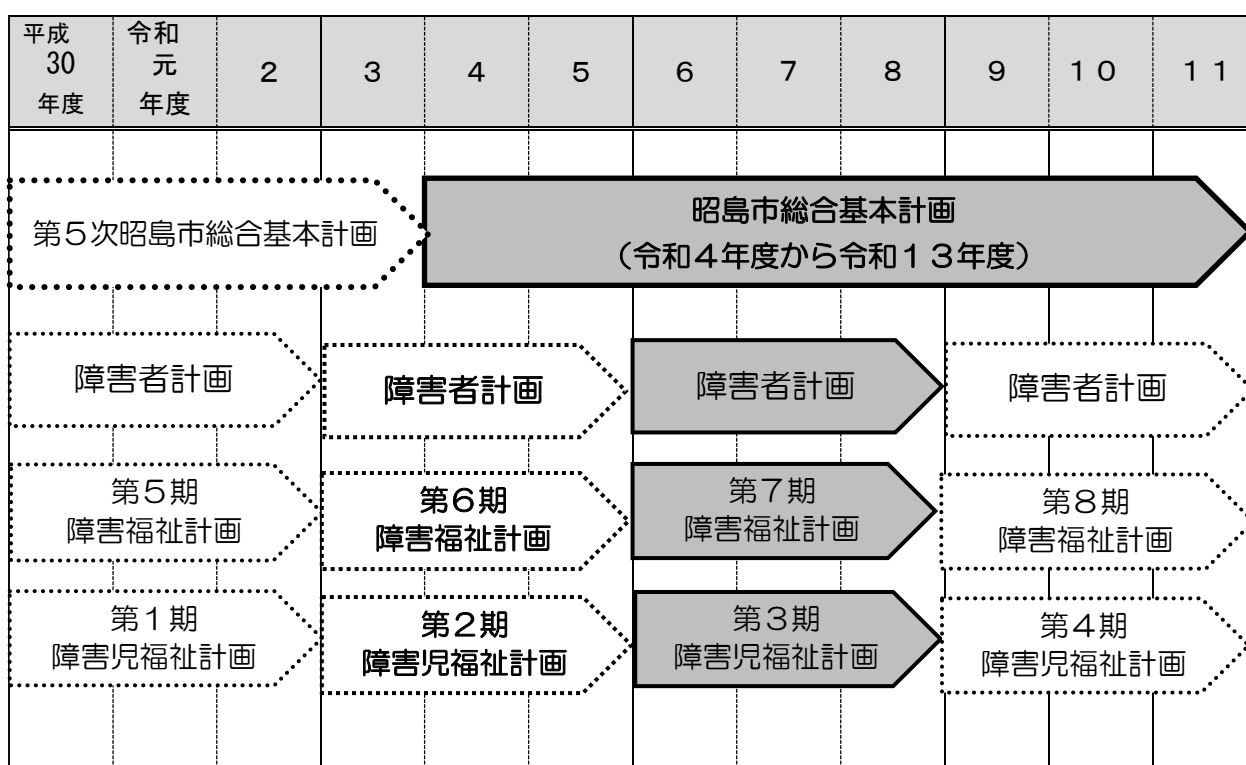 平成
30
年度
令和
元
年度
2
3
4
5
6
7
8
9
10
11
第5次昭島市総合基本計画
昭島市総合基本計画
（令和4年度から令和13年度）
障害者計画
障害者計画
障害者計画
障害者計画
第5期
障害福祉計画
第6期
障害福祉計画
第7期
障害福祉計画
第8期
障害福祉計画
第1期
障害児福祉計画
第2期
障害児福祉計画
第3期
障害児福祉計画
第4期
障害児福祉計画